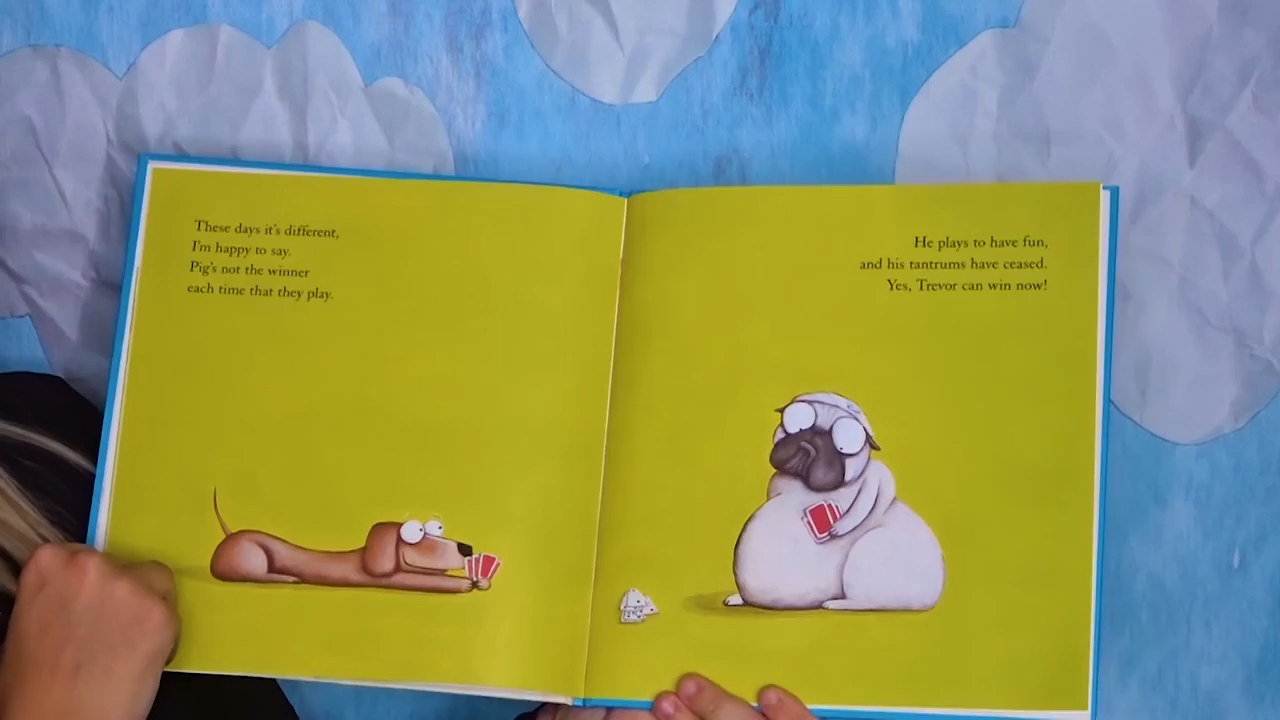 These days it's different,
I'm happy to say.
Pig's not the winner
each time that they play.
He plays to have fun,
and his tantrums have ceased.
Yes, Trevor can win now!